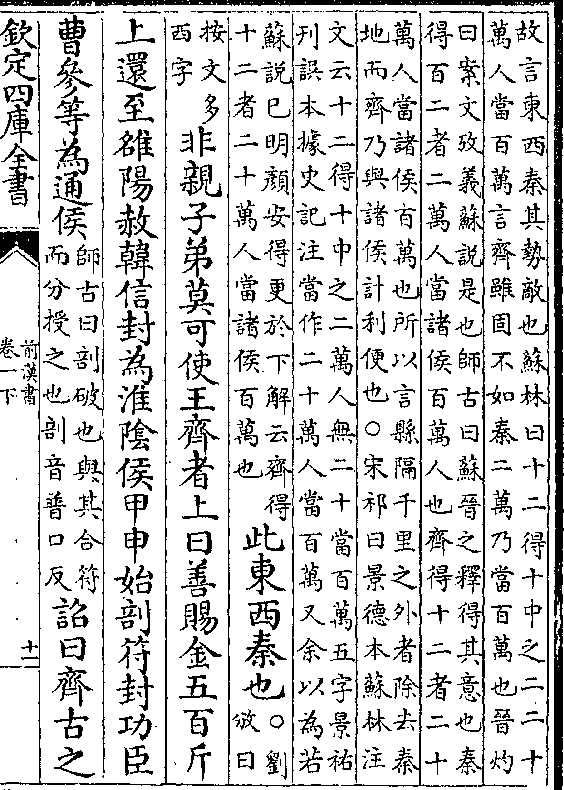 故言東西秦其勢敵也蘇林曰十二得十中之二二十
萬人當百萬言齊雖固不如秦二萬乃當百萬也晉灼
曰案文攷義蘇說是也師古曰蘇晉之釋得其意也秦
得百二者二萬人當諸侯百萬人也齊得十二者二十
萬人當諸侯百萬也所以言縣隔千里之外者除去秦
地而齊乃與諸侯計利便也○宋祁曰景德本蘇林注
文云十二得十中之二萬人無二十當百萬五字景祐
刊誤本據史記注當作二十萬人當百萬又余以為若
蘇說已明顔安得更於下解云齊得
十二者二十萬人當諸侯百萬也
此東西秦也
○劉
攽曰
按文多
西字
非親子弟莫可使王齊者上曰善賜金五百斤
上還至雒陽赦韓信封為淮陰侯甲申始剖符封功臣
曹參等為通侯
師古曰剖破也與其合符
而分授之也剖音普口反
詔曰齊古之
欽定四庫全書
前漢書
卷一下
十一